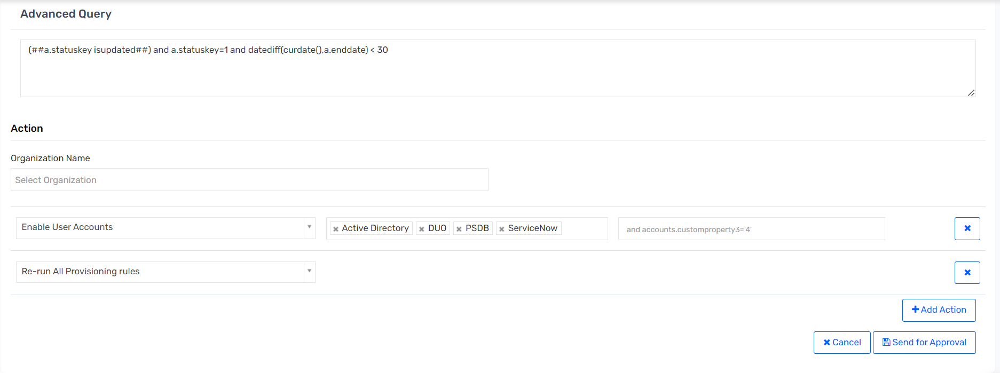 Advanced Query
(##a.statuskey isupdated##) and a.statuskey=1 and datediff(curdate(),a.enddate) < 30
Action
Organization Name
Select Organization
Enable User Accounts
Active Directory
DUO
PSDB
ServiceNow
and accounts.customproperty3='4'
Re-run All Provisioning rules
Add Action
Cancel
Send for Approval